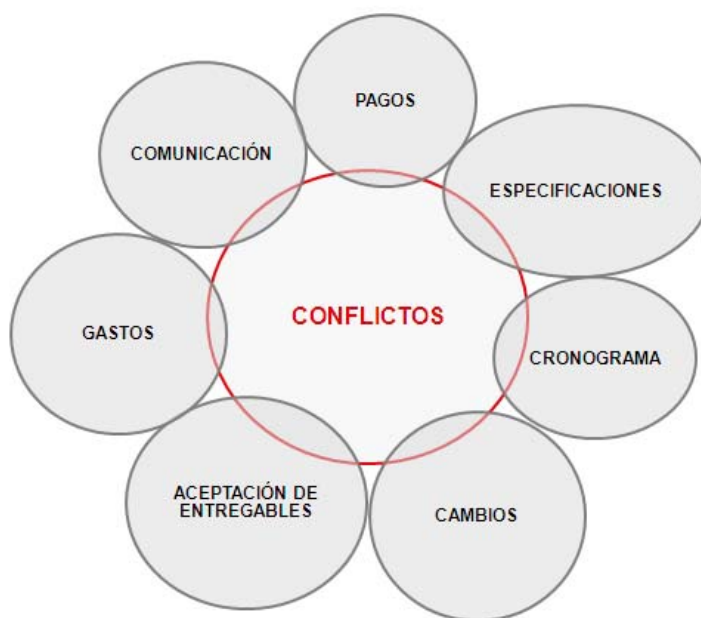 PAGOS
COMUNICACIÓN
ESPECIFICACIONES
CONFLICTOS
GASTOS
CRONOGRAMA
ACEPTACIÓN DE
ENTREGABLES
CAMBIOS